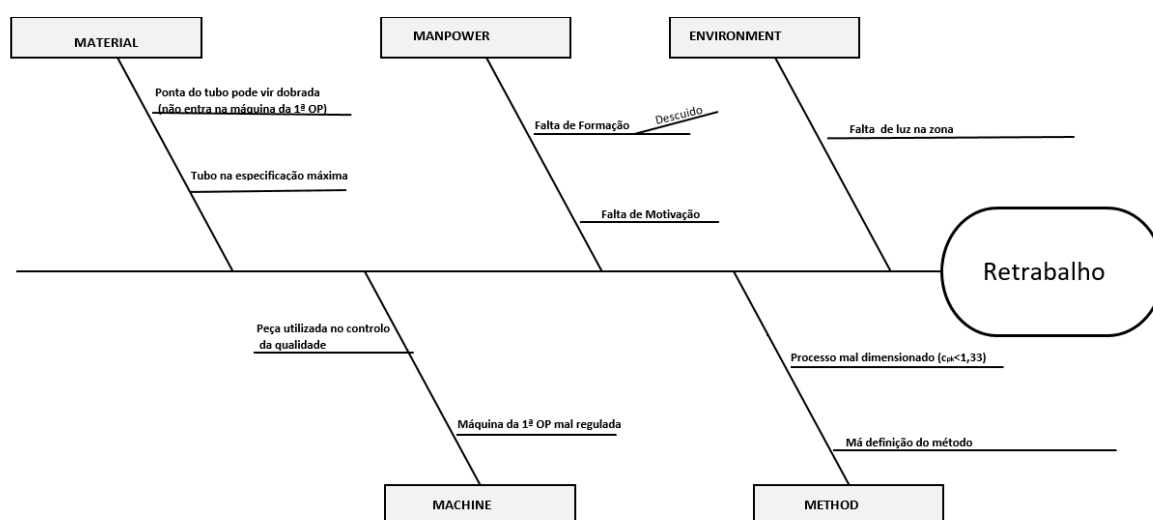 MATERIAL
MANPOWER
ENVIRONMENT
Ponta do tubo pode vir dobrada
(não entra na máquina da 1ª OP)
Tubo na especificação máxima
Falta de Formação
Descuido
Falta de Motivação
Falta de luz na zona
Retrabalho
Peça utilizada no controlo
da qualidade
Máquina da 1ª OP mal regulada
Processo mal dimensionado (cₚₖ<1,33)
Má definição do método
MACHINE
METHOD